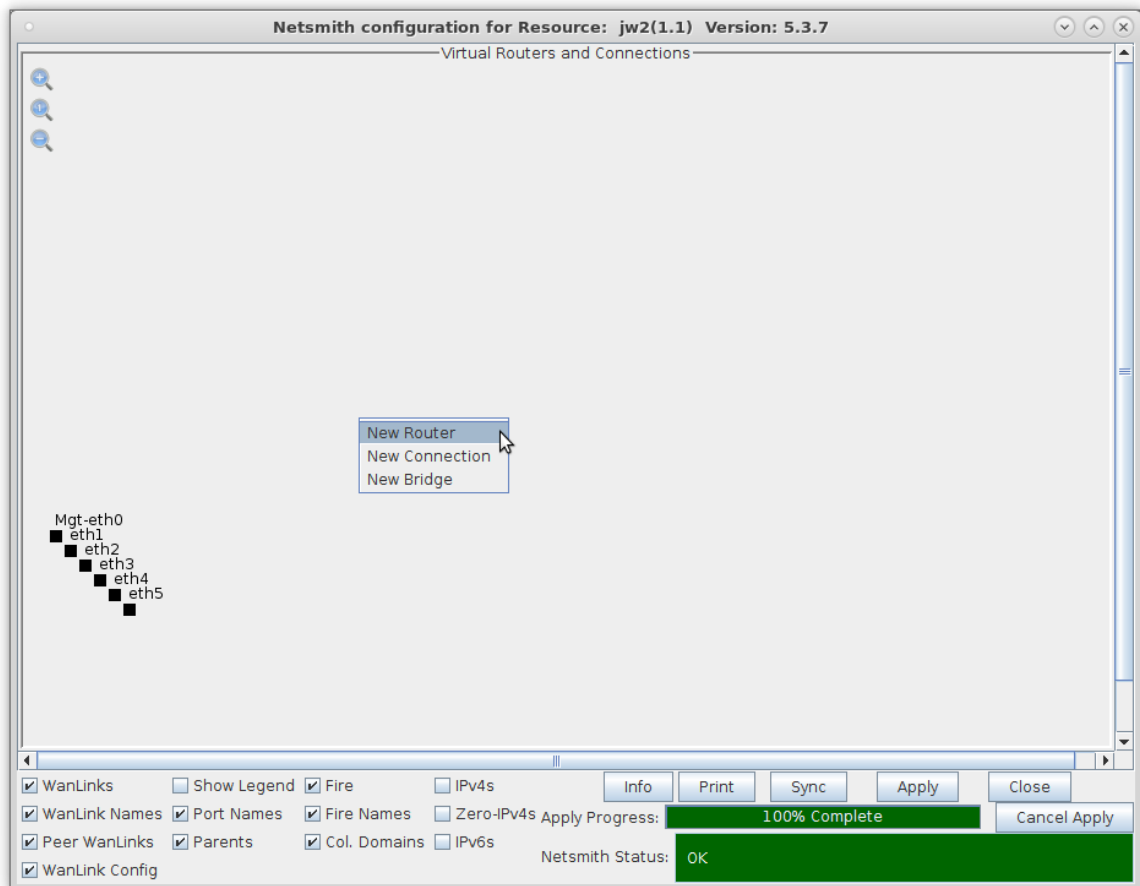 Netsmith configuration for Resource:  jw2(1.1)  Version: 5.3.7
Virtual Routers and Connections
New Router
New Connection
New Bridge
Mgt-eth0
eth1
eth2
eth3
eth4
eth5
WanLinks Show Legend Fire IPv4s Info Print Sync Apply Close
WanLink Names Port Names Fire Names Zero-IPv4s Apply Progress: 100% Complete Cancel Apply
Peer WanLinks Parents Col. Domains IPv6s Netsmith Status: OK
WanLink Config